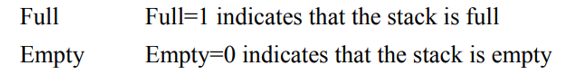 Full Full=1 indicates that the stack is full
Empty Empty=0 indicates that the stack is empty